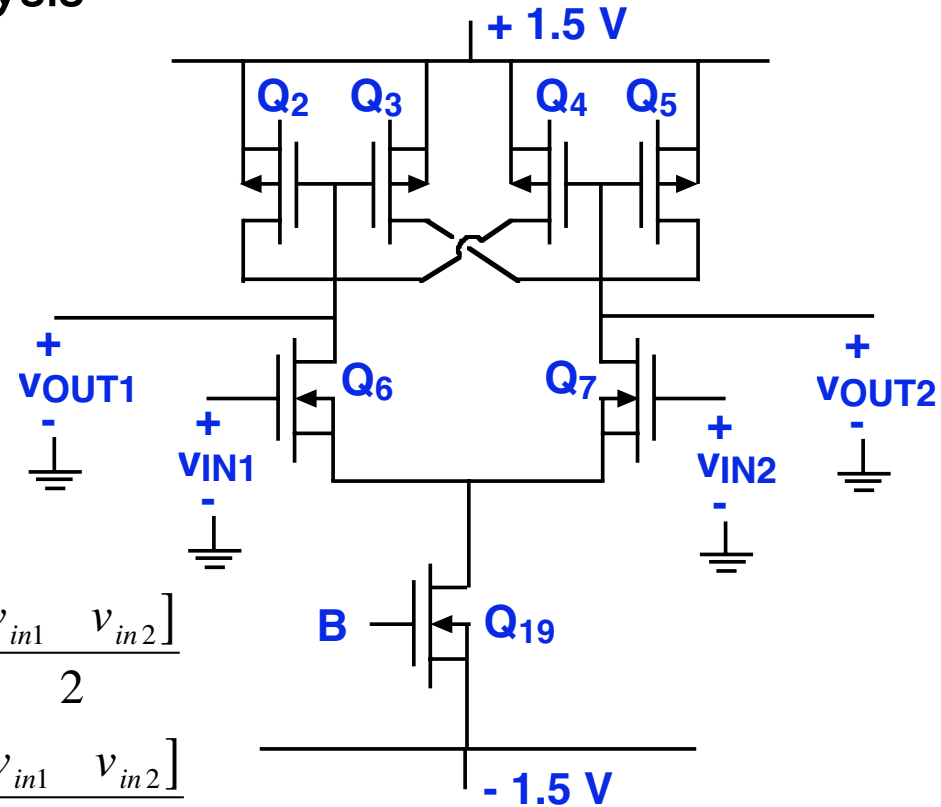 + 1.5 V
Q2 Q3 Q4 Q5
+ Q6 Q7 +
vOUT1 vOUT2
- + + -
vIN1 vIN2
- -
vin1 vin2]
2
B Q19
vin1 vin2]
- 1.5 V